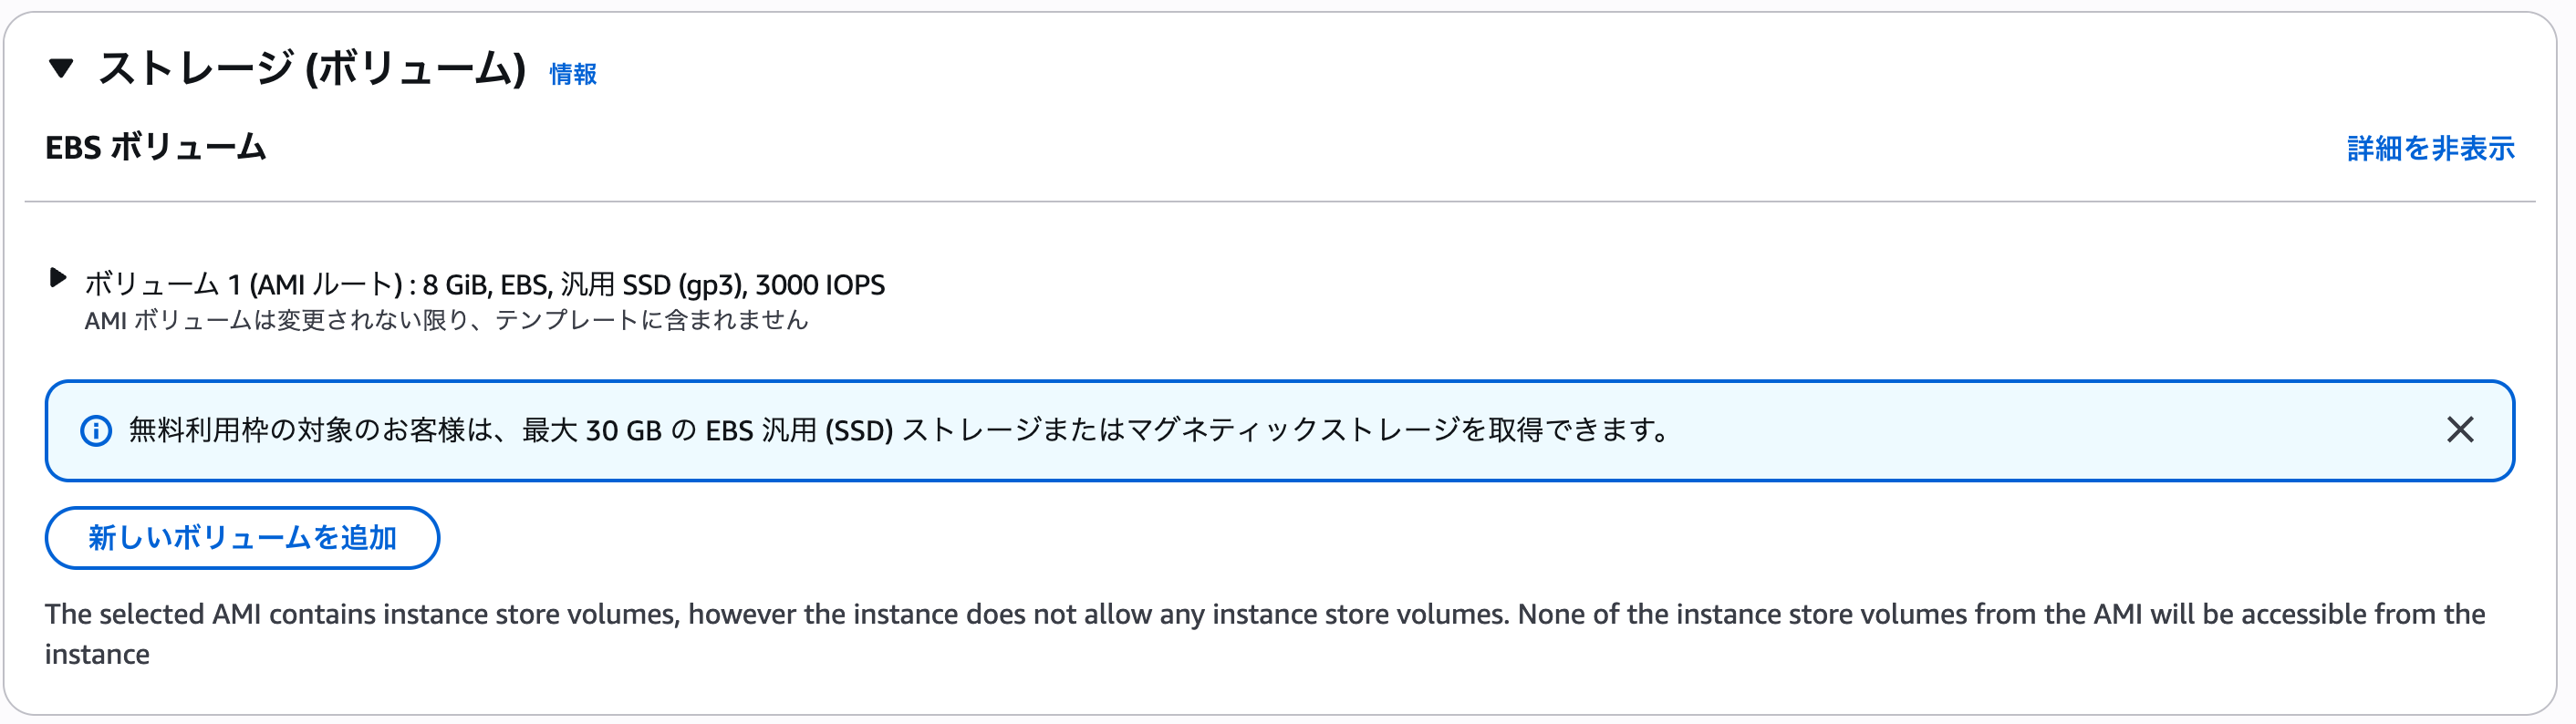 ストレージ (ボリューム) 情報
EBS ボリューム
詳細を非表示
ボリューム 1 (AMI ルート) : 8 GiB, EBS, 汎用 SSD (gp3), 3000 IOPS
AMI ボリュームは変更されない限り、テンプレートに含まれません
無料利用枠の対象のお客様は、最大 30 GB の EBS 汎用 (SSD) ストレージまたはマグネティックストレージを取得できます。
新しいボリュームを追加
The selected AMI contains instance store volumes, however the instance does not allow any instance store volumes. None of the instance store volumes from the AMI will be accessible from the
instance